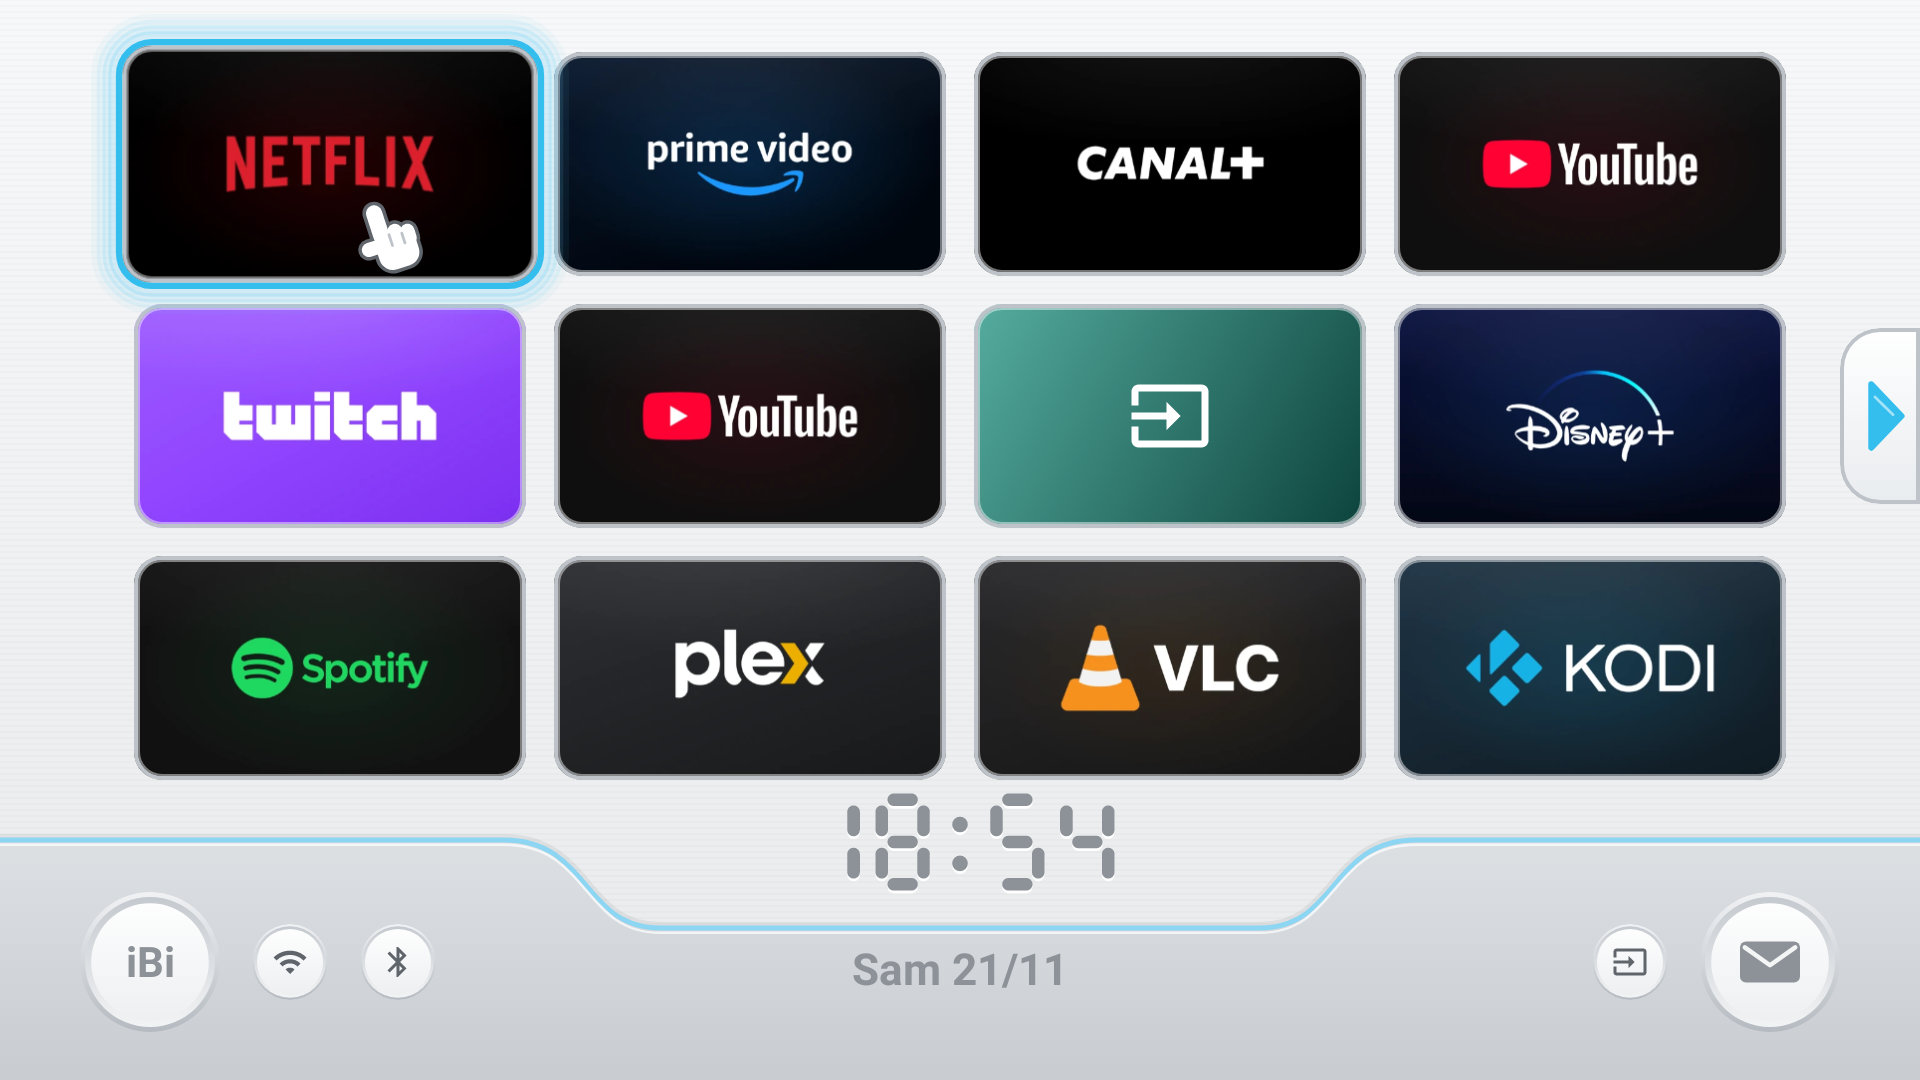 NETFLIX
prime video
CANAL+
YouTube
twitch
YouTube
Disney+
Spotify
plex
VLC
KODI
18:54
iBi
Sam 21/11